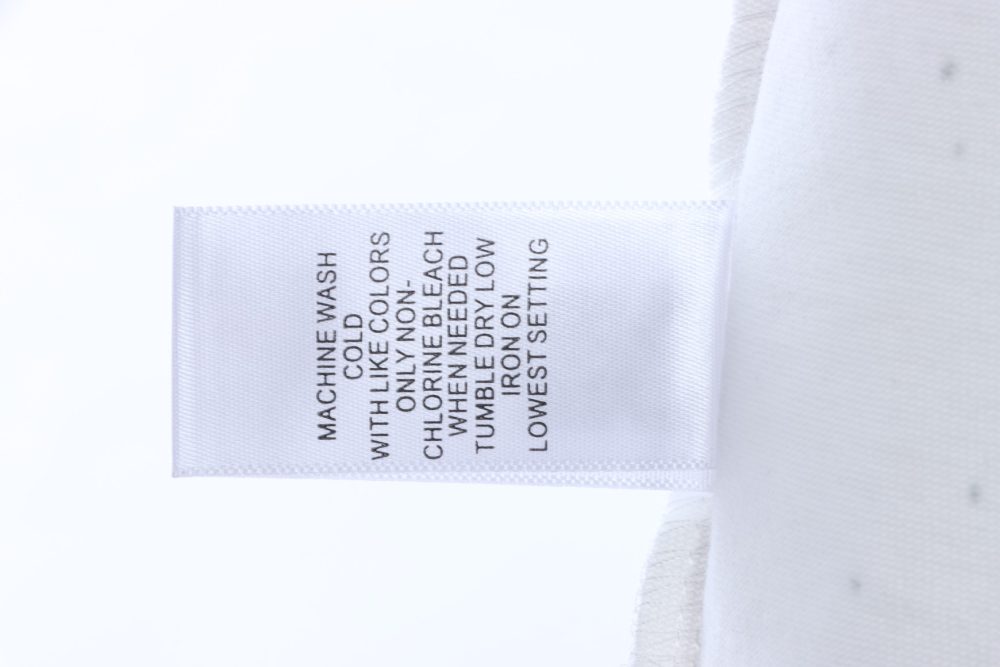 MACHINE WASH
COLD
WITH LIKE COLORS
ONLY NON-
CHLORINE BLEACH
WHEN NEEDED
TUMBLE DRY LOW
IRON ON
LOWEST SETTING